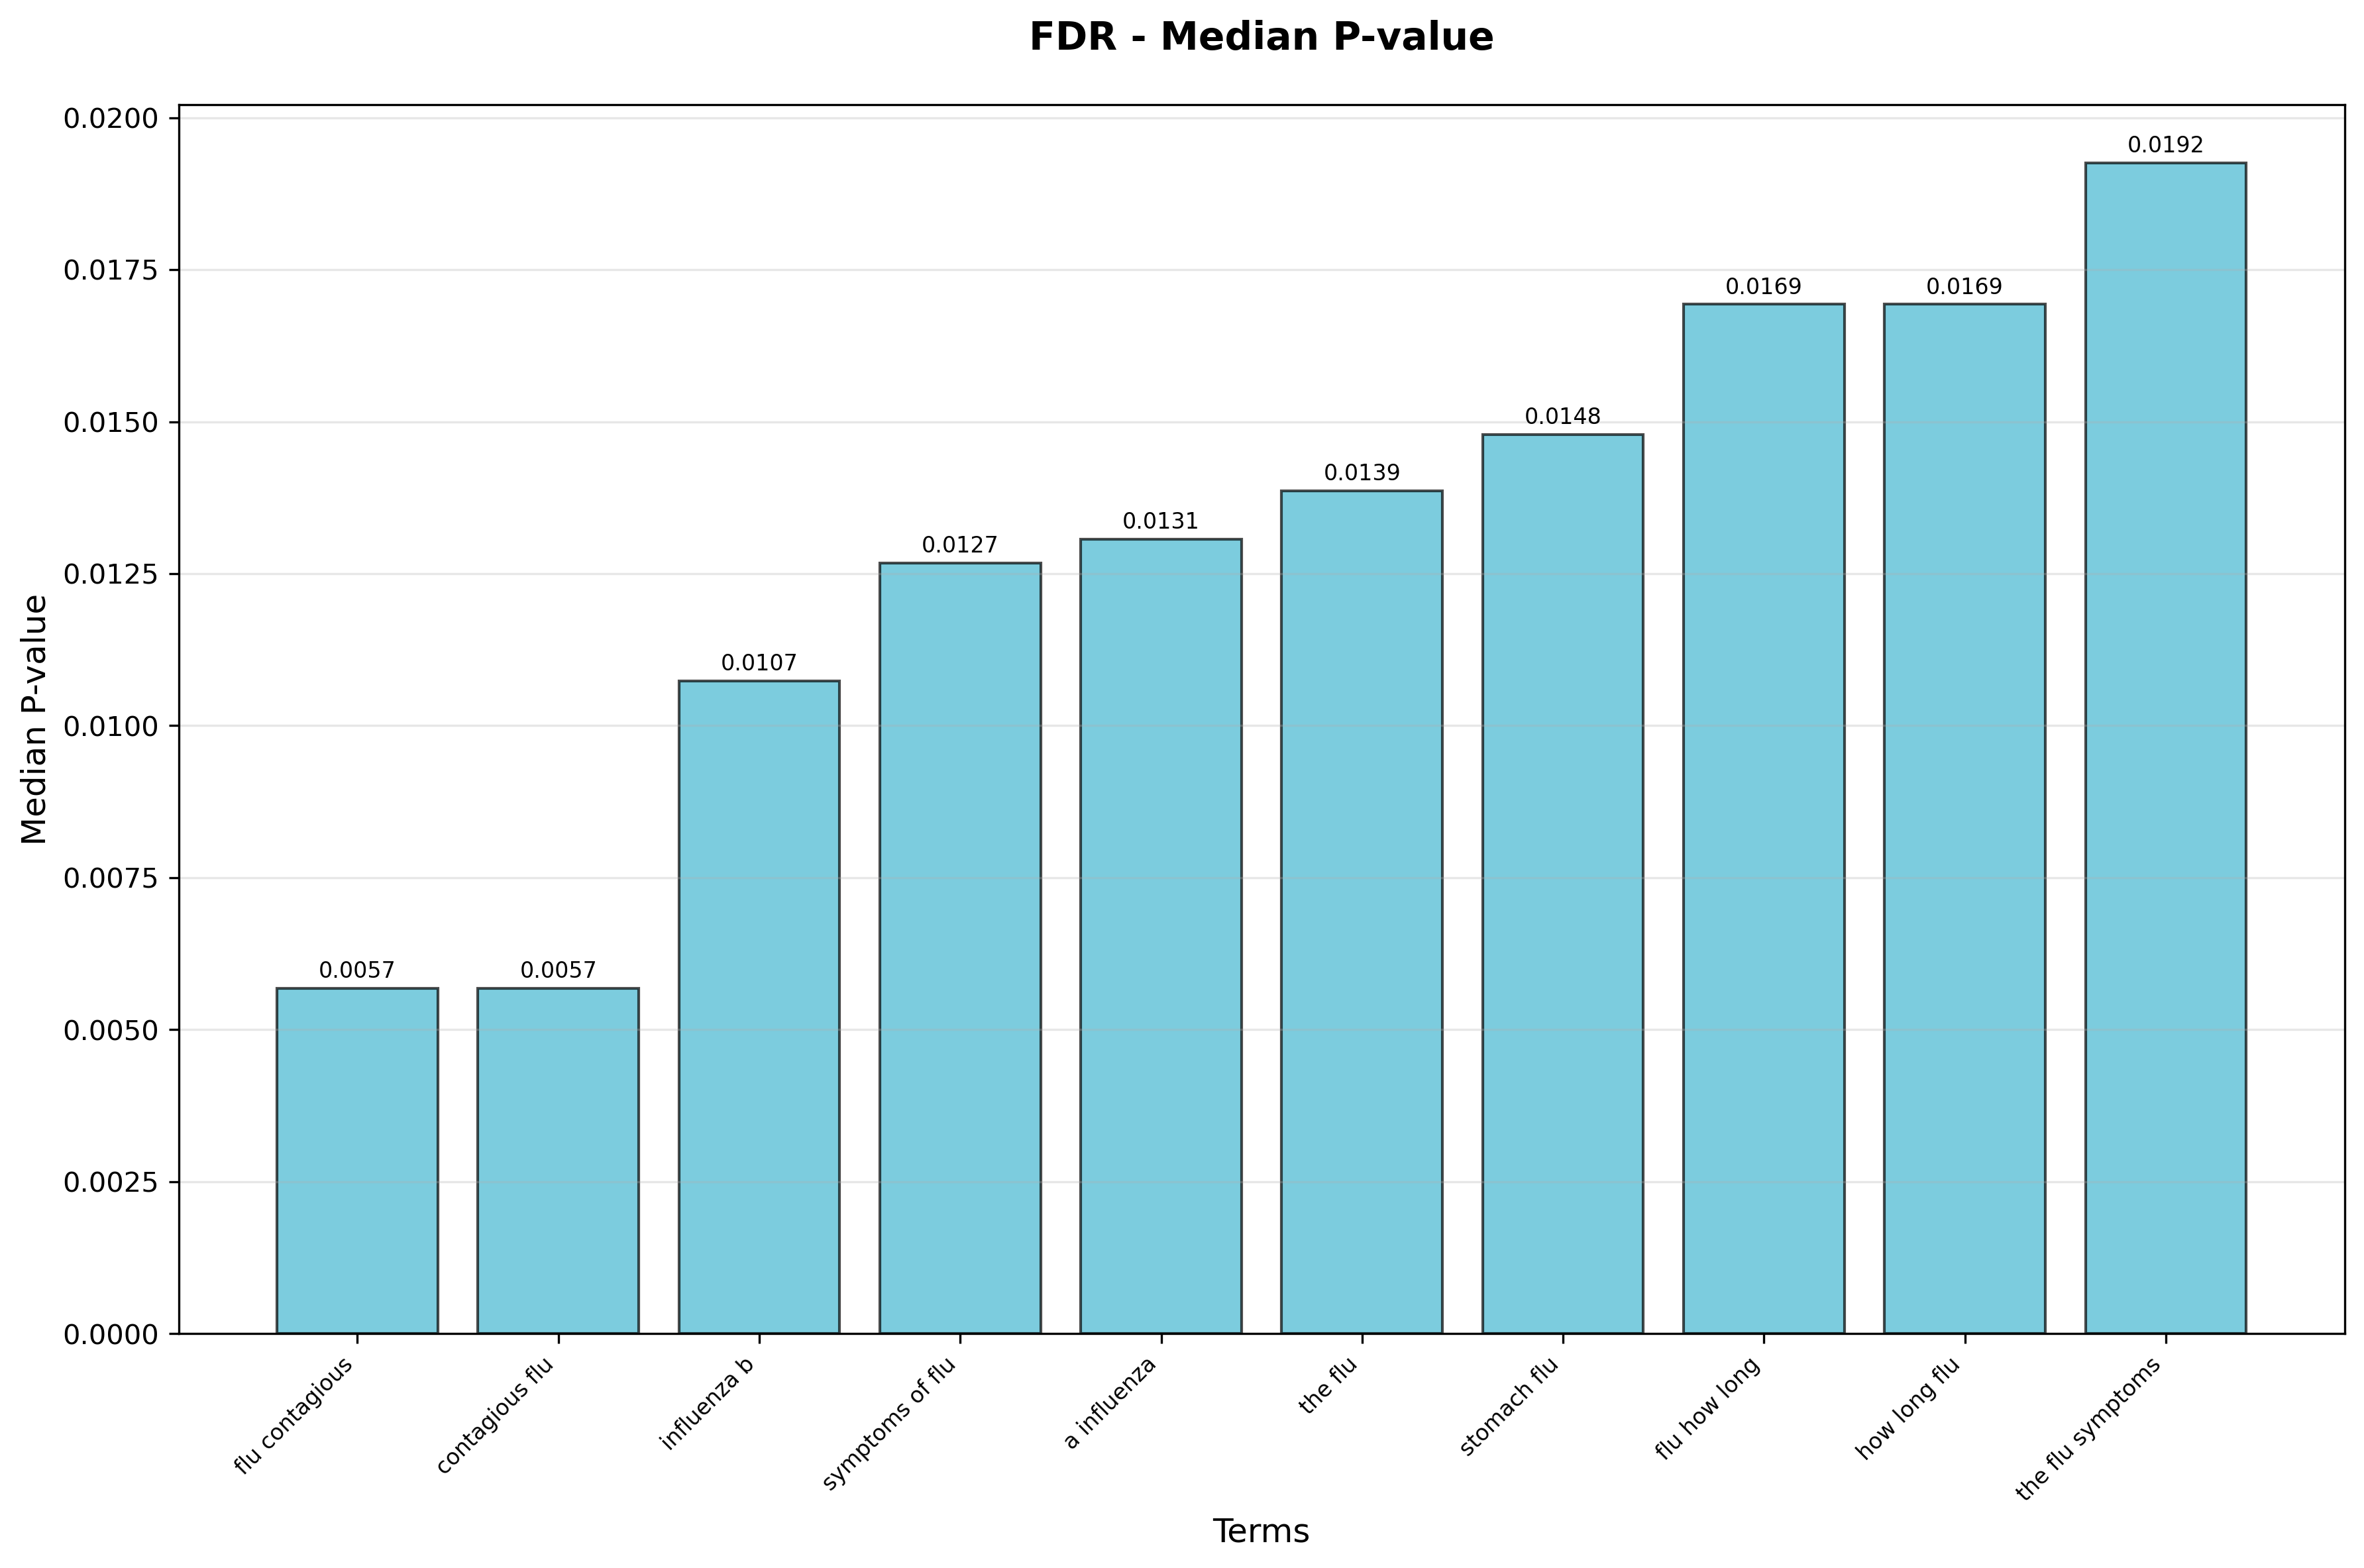 FDR - Median P-value
Median P-value
0.0200
0.0175
0.0150
0.0125
0.0100
0.0075
0.0050
0.0025
0.0000
0.0057
0.0057
0.0107
0.0127
0.0131
0.0139
0.0148
0.0169
0.0169
0.0192
flu contagious
contagious flu
influenza b
symptoms of flu
a influenza
the flu
stomach flu
flu how long
how long flu
the flu symptoms
Terms